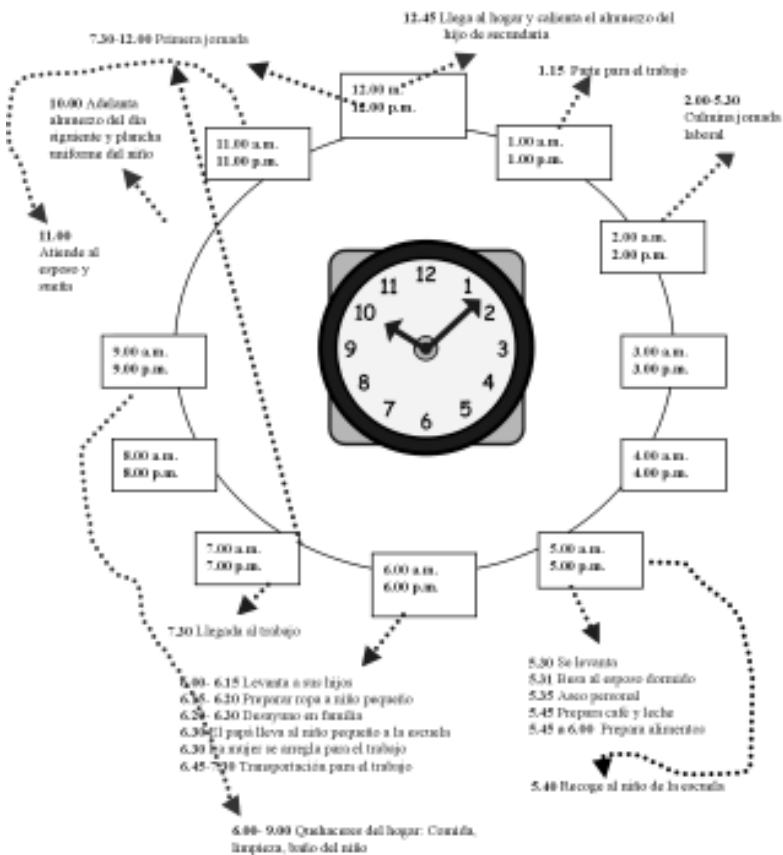 12.45 Llega al hogar y calienta el almuerzo del
hijo de secundaria
7.30-12.00 Primera jornada
1.15 Parte para el trabajo
10.00 Adelanta
almuerzo del día
siguiente y plancha
uniforme del niño
12.00 m.
12.00 p.m.
2.00-5.30
Culmina jornada
laboral
11.00 a.m.
11.00 p.m.
1.00 a.m.
1.00 p.m.
11.00
Atiende al
esposo y
sueña
2.00 a.m.
2.00 p.m.
12
11
1
10
2
9
3
8
4
7
5
6
9.00 a.m.
9.00 p.m.
3.00 a.m.
3.00 p.m.
8.00 a.m.
8.00 p.m.
4.00 a.m.
4.00 p.m.
7.00 a.m.
7.00 p.m.
6.00 a.m.
6.00 p.m.
5.00 a.m.
5.00 p.m.
7.30 Llegada al trabajo
6.00- 6.15 Levanta a sus hijos
6.15- 6.20 Preparar ropa a niño pequeño
6.20- 6.30 Desayuno en familia
6.30 El papá lleva al niño pequeño a la escuela
6.30 La mujer se arregla para el trabajo
6.45-7.30 Transportación para el trabajo
5.30 Se levanta
5.31 Besa al esposo dormido
5.35 Aseo personal
5.45 Prepara café y leche
5.45 a 6.00 Prepara alimentos
5.40 Recoge al niño de la escuela
6.00- 9.00 Quehaceres del hogar: Comida,
limpieza, baño del niño